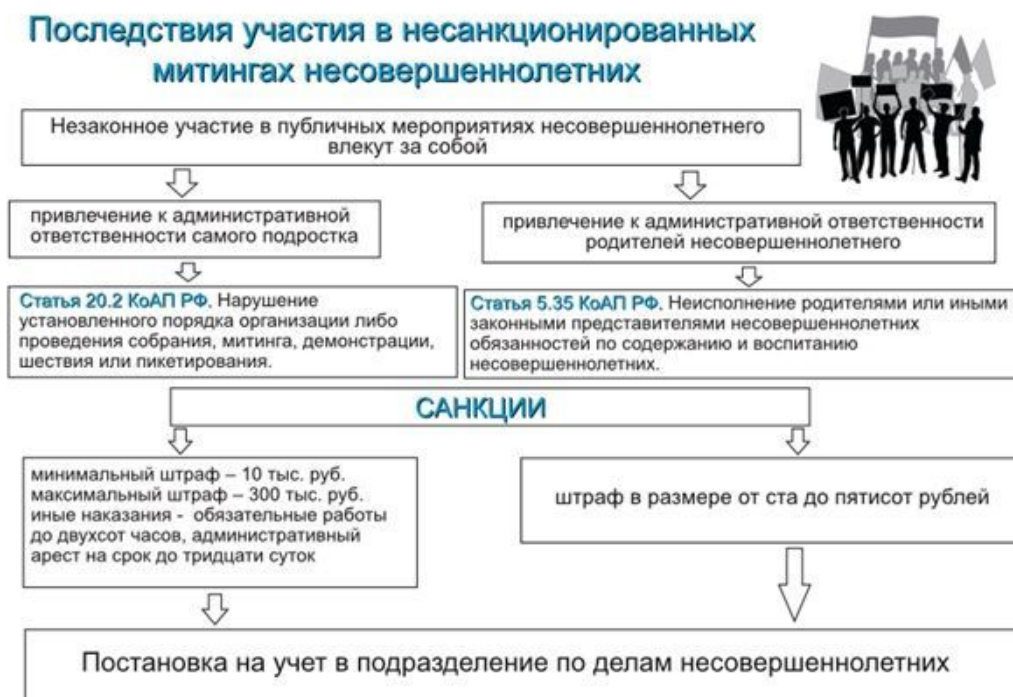 Последствия участия в несанкционированных
митингах несовершеннолетних
Незаконное участие в публичных мероприятиях несовершеннолетнего
влекут за собой
привлечение к административной
ответственности самого подростка
привлечение к административной ответственности
родителей несовершеннолетнего
Статья 20.2 КоАП РФ. Нарушение
установленного порядка организации либо
проведения собрания, митинга, демонстрации,
шествия или пикетирования.
Статья 5.35 КоАП РФ. Неисполнение родителями или иными
законными представителями несовершеннолетних
обязанностей по содержанию и воспитанию
несовершеннолетних.
САНКЦИИ
минимальный штраф – 10 тыс. руб.
максимальный штраф – 300 тыс. руб.
иные наказания - обязательные работы
до двухсот часов, административный
арест на срок до тридцати суток
штраф в размере от ста до пятисот рублей
Постановка на учет в подразделение по делам несовершеннолетних